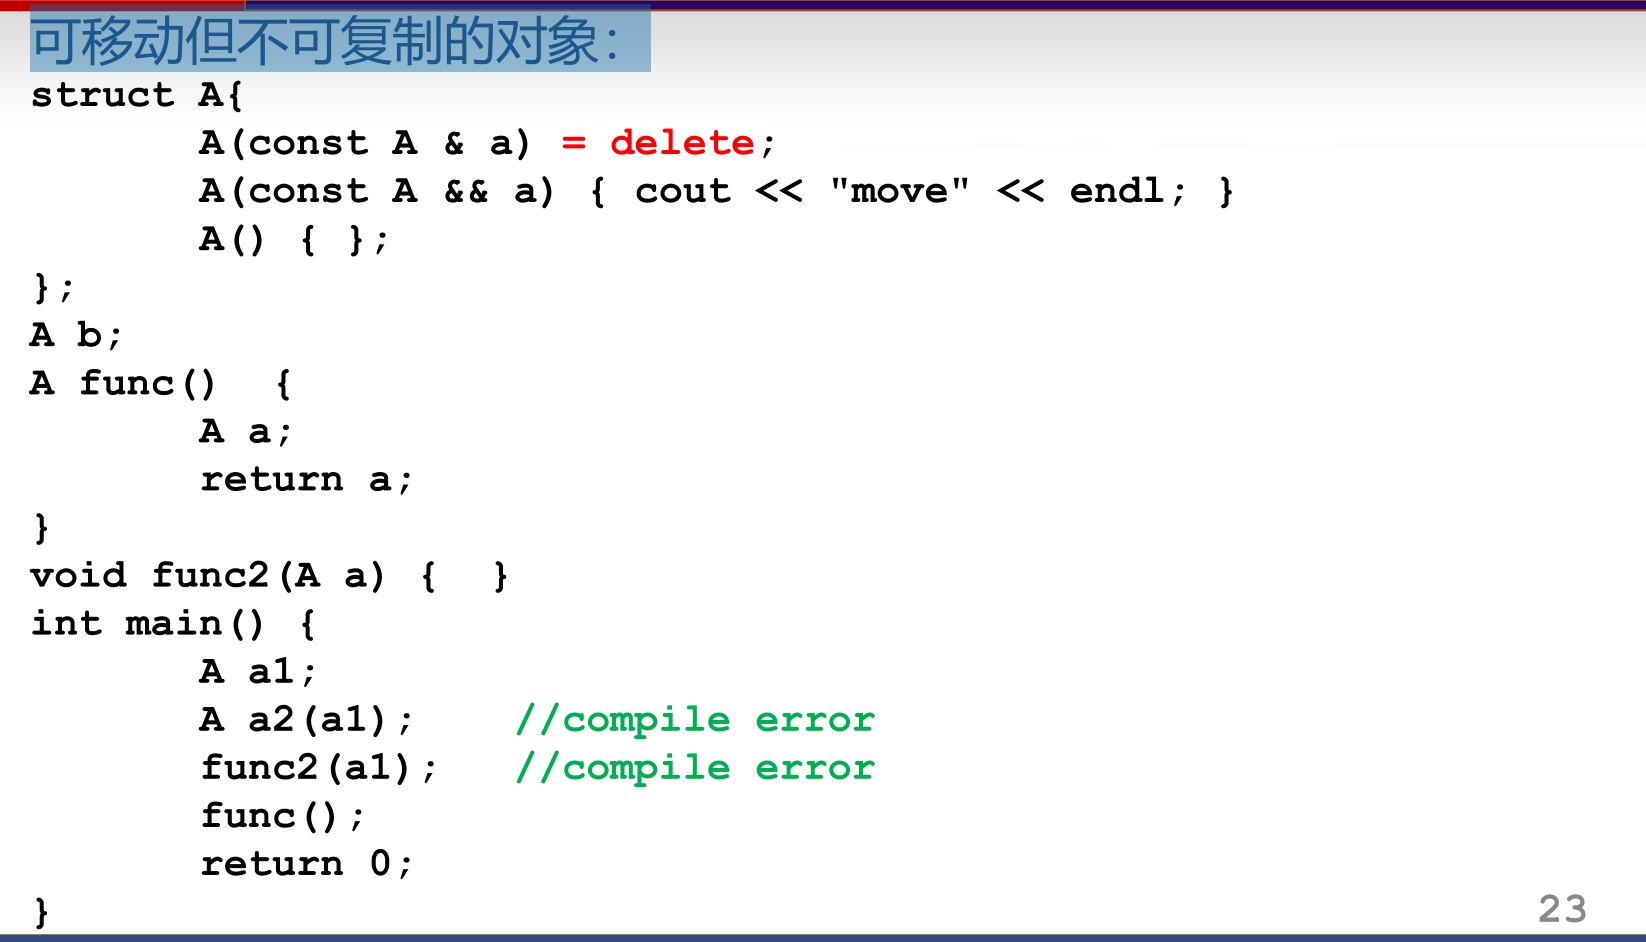 可移动但不可复制的对象：
struct A{
A(const A & a) = delete;
A(const A && a) { cout << "move" << endl; }
A() { };
};
A b;
A func() {
A a;
return a;
}
void func2(A a) { }
int main() {
A a1;
A a2(a1); //compile error
func2(a1); //compile error
func();
return 0;
}
23